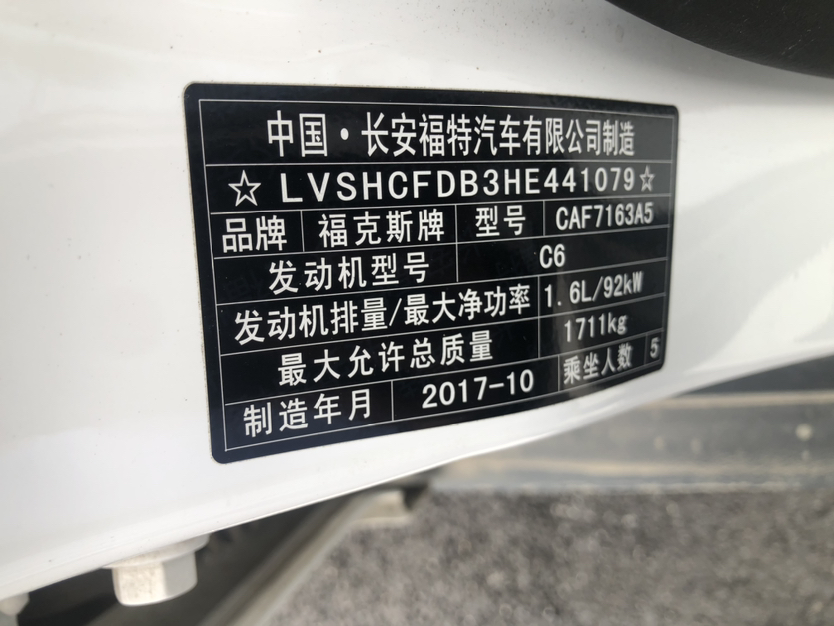 中国·长安福特汽车有限公司制造
☆LVSHCFDB3HE441079☆
品牌 福克斯牌 型号 CAF7163A5
发动机型号 C6
发动机排量/最大净功率 1.6L/92kW
最大允许总质量 1711kg
制造年月 2017-10 乘坐人数 5